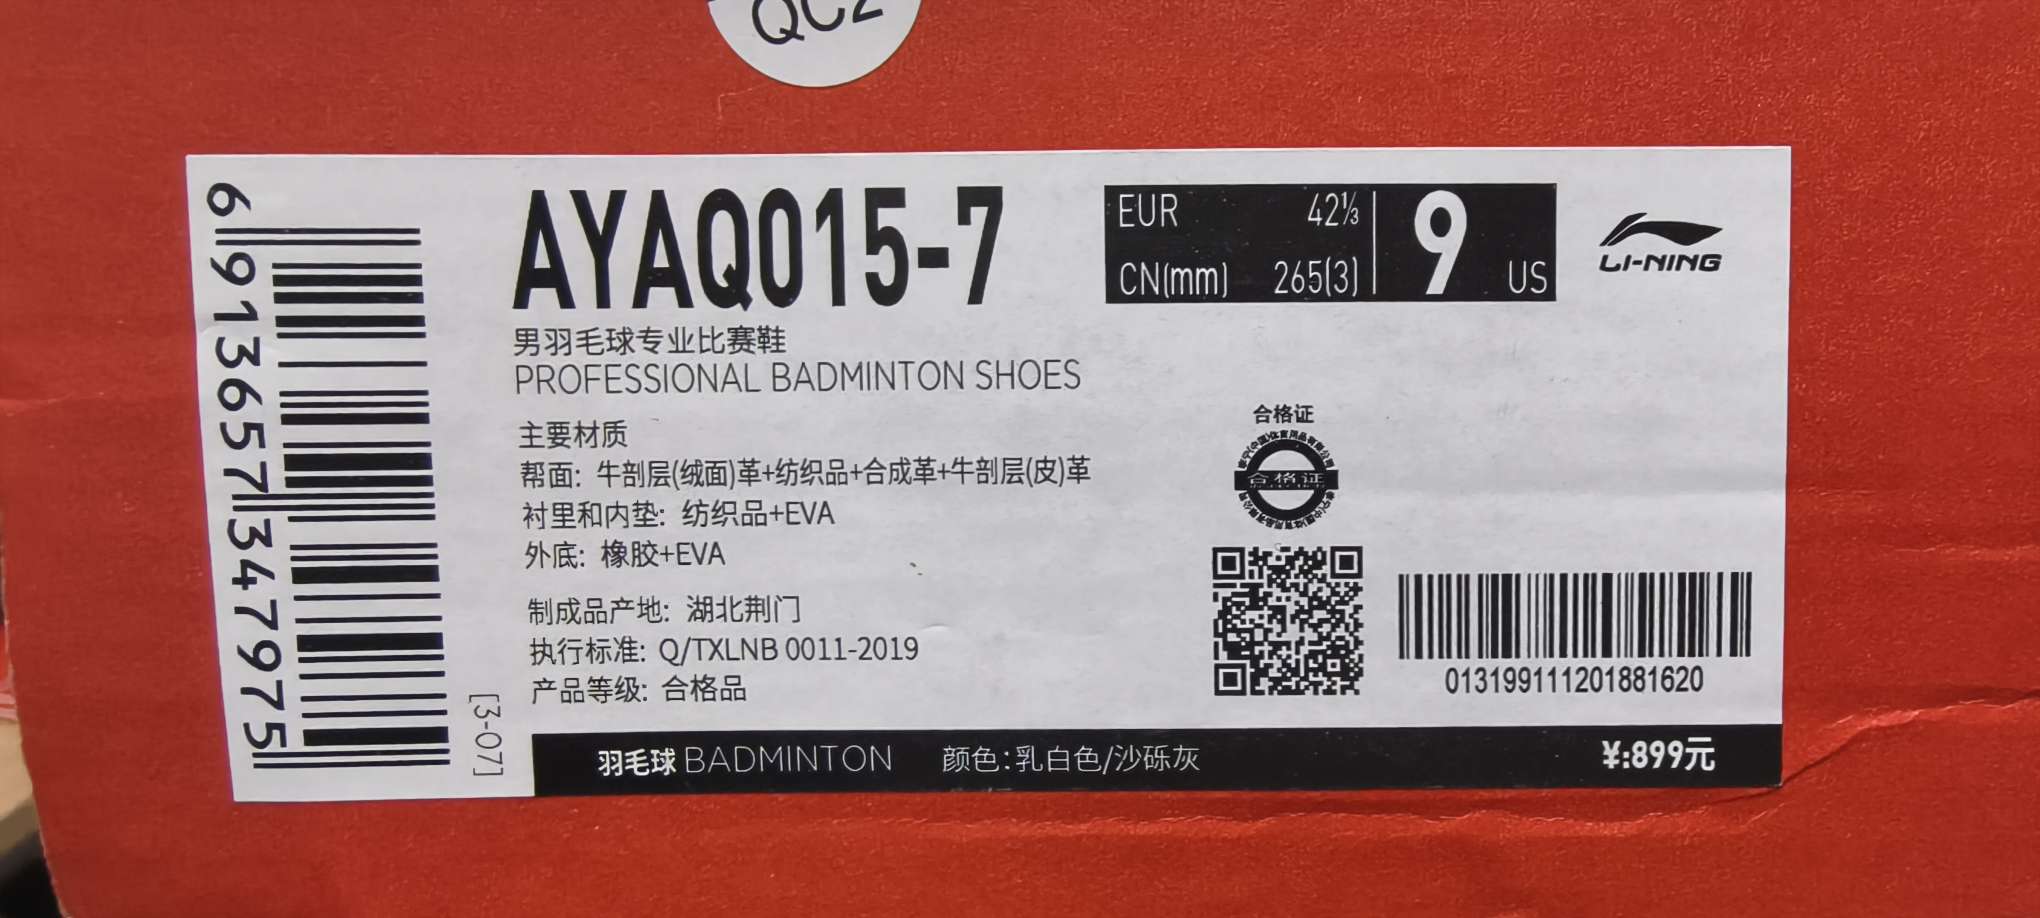 QC2
6913657347975
AYAQ015-7
EUR 42⅓
CN(mm) 265(3)
9 US
LI-NING
男羽毛球专业比赛鞋
PROFESSIONAL BADMINTON SHOES
主要材质
帮面: 牛剖层(绒面)革+纺织品+合成革+牛剖层(皮)革
衬里和内垫: 纺织品+EVA
外底: 橡胶+EVA
合格证
合格证
制成品产地: 湖北荆门
执行标准: Q/TXLNB 0011-2019
产品等级: 合格品
013199111201881620
[3-07]
羽毛球 BADMINTON 颜色:乳白色/沙砾灰 ¥:899元